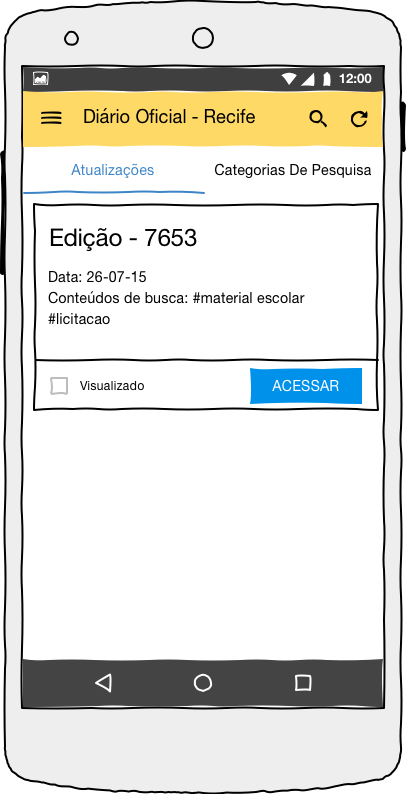 12:00
Diário Oficial - Recife
Atualizações
Categorias De Pesquisa
Edição - 7653
Data: 26-07-15
Conteúdos de busca: #material escolar
#licitacao
Visualizado
ACESSAR